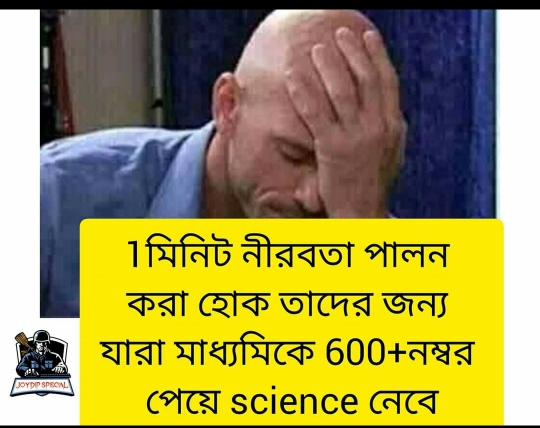 1মিনিট নীরবতা পালন
করা হোক তাদের জন্য
যারা মাধ্যমিকে 600+নম্বর
পেয়ে science নেবে
JOYDIP SPECIAL